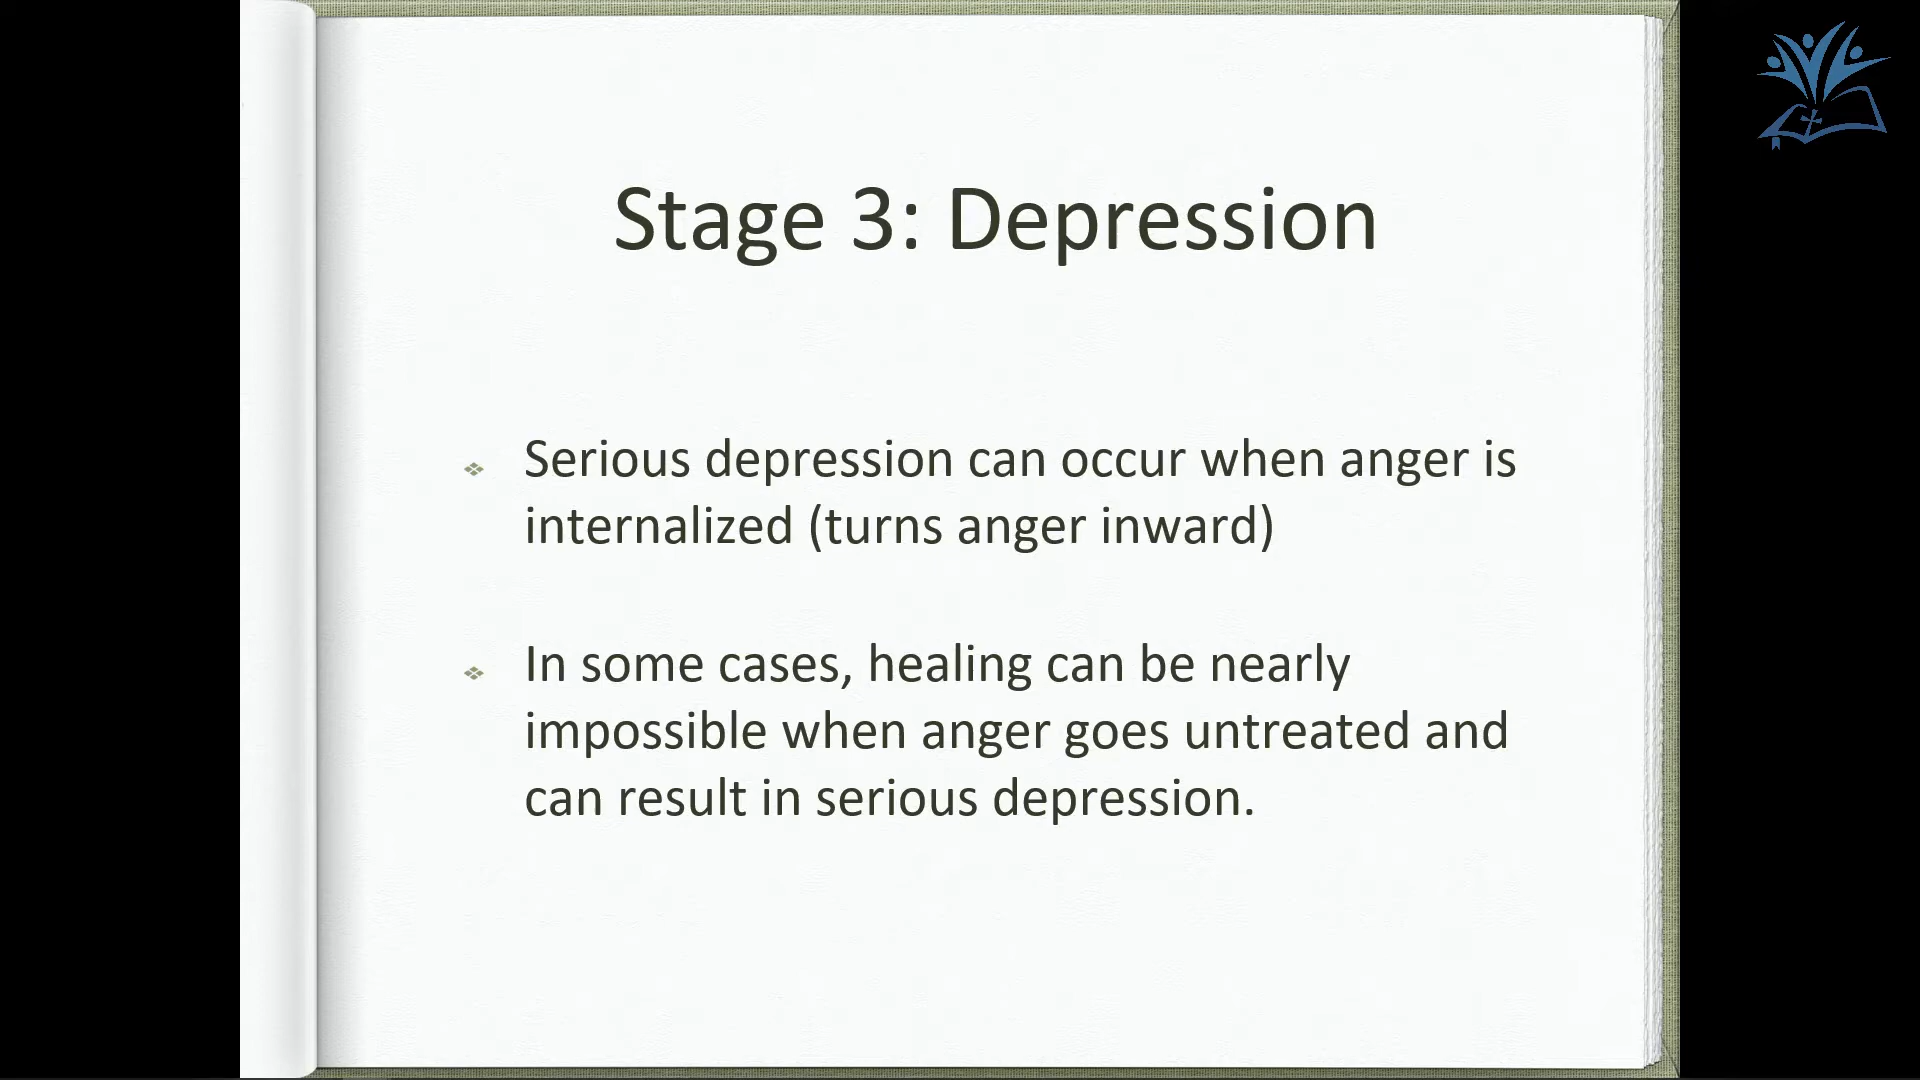 Stage 3: Depression
Serious depression can occur when anger is
internalized (turns anger inward)
In some cases, healing can be nearly
impossible when anger goes untreated and
can result in serious depression.